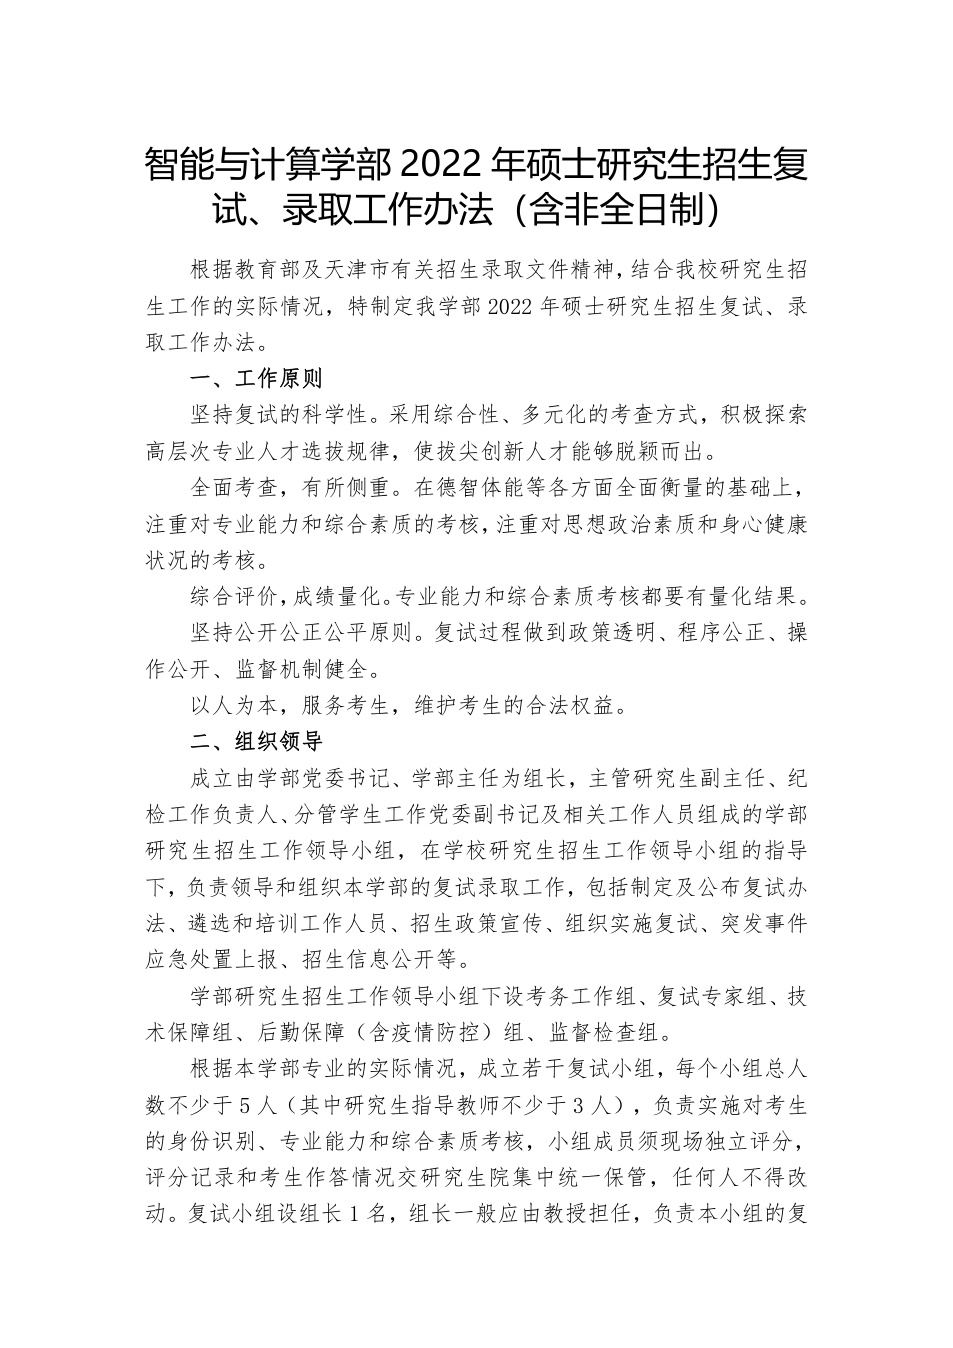 智能与计算学部 2022 年硕士研究生招生复
试、录取工作办法（含非全日制）
根据教育部及天津市有关招生录取文件精神，结合我校研究生招
生工作的实际情况，特制定我学部 2022 年硕士研究生招生复试、录
取工作办法。
一、工作原则
坚持复试的科学性。采用综合性、多元化的考查方式，积极探索
高层次专业人才选拔规律，使拔尖创新人才能够脱颖而出。
全面考查，有所侧重。在德智体能等各方面全面衡量的基础上，
注重对专业能力和综合素质的考核，注重对思想政治素质和身心健康
状况的考核。
综合评价，成绩量化。专业能力和综合素质考核都要有量化结果。
坚持公开公正公平原则。复试过程做到政策透明、程序公正、操
作公开、监督机制健全。
以人为本，服务考生，维护考生的合法权益。
二、组织领导
成立由学部党委书记、学部主任为组长，主管研究生副主任、纪
检工作负责人、分管学生工作党委副书记及相关工作人员组成的学部
研究生招生工作领导小组，在学校研究生招生工作领导小组的指导
下，负责领导和组织本学部的复试录取工作，包括制定及公布复试办
法、遴选和培训工作人员、招生政策宣传、组织实施复试、突发事件
应急处置上报、招生信息公开等。
学部研究生招生工作领导小组下设考务工作组、复试专家组、技
术保障组、后勤保障（含疫情防控）组、监督检查组。
根据本学部专业的实际情况，成立若干复试小组，每个小组总人
数不少于 5 人（其中研究生指导教师不少于 3 人），负责实施对考生
的身份识别、专业能力和综合素质考核，小组成员须现场独立评分，
评分记录和考生作答情况交研究生院集中统一保管，任何人不得改
动。复试小组设组长 1 名，组长一般应由教授担任，负责本小组的复